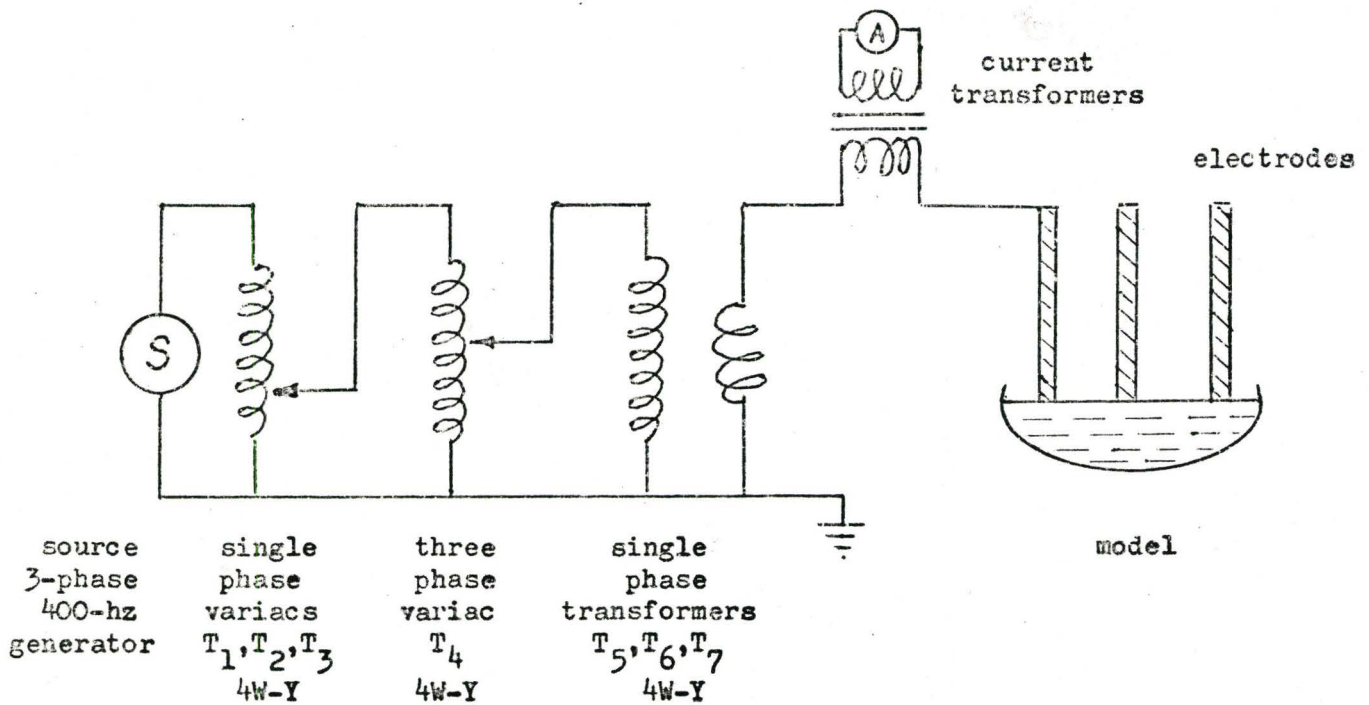 A
current
transformers
electrodes
S
source
3-phase
400-hz
generator
single
phase
variacs
T1,T2,T3
4W-Y
three
phase
variac
T4
4W-Y
single
phase
transformers
T5,T6,T7
4W-Y
model